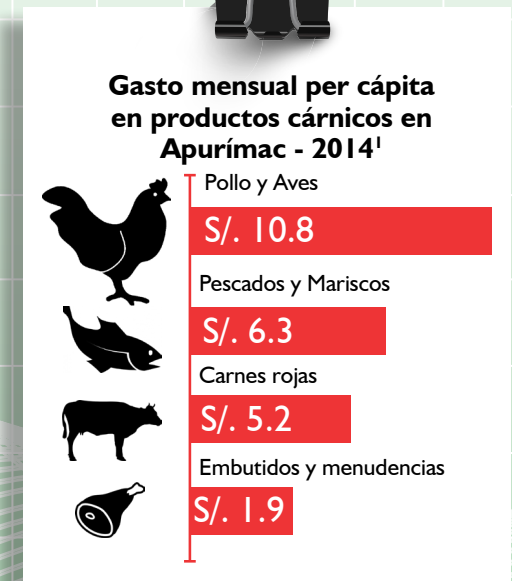 Gasto mensual per cápita
en productos cárnicos en
Apurímac - 2014¹
Pollo y Aves
S/. 10.8
Pescados y Mariscos
S/. 6.3
Carnes rojas
S/. 5.2
Embutidos y menudencias
S/. 1.9